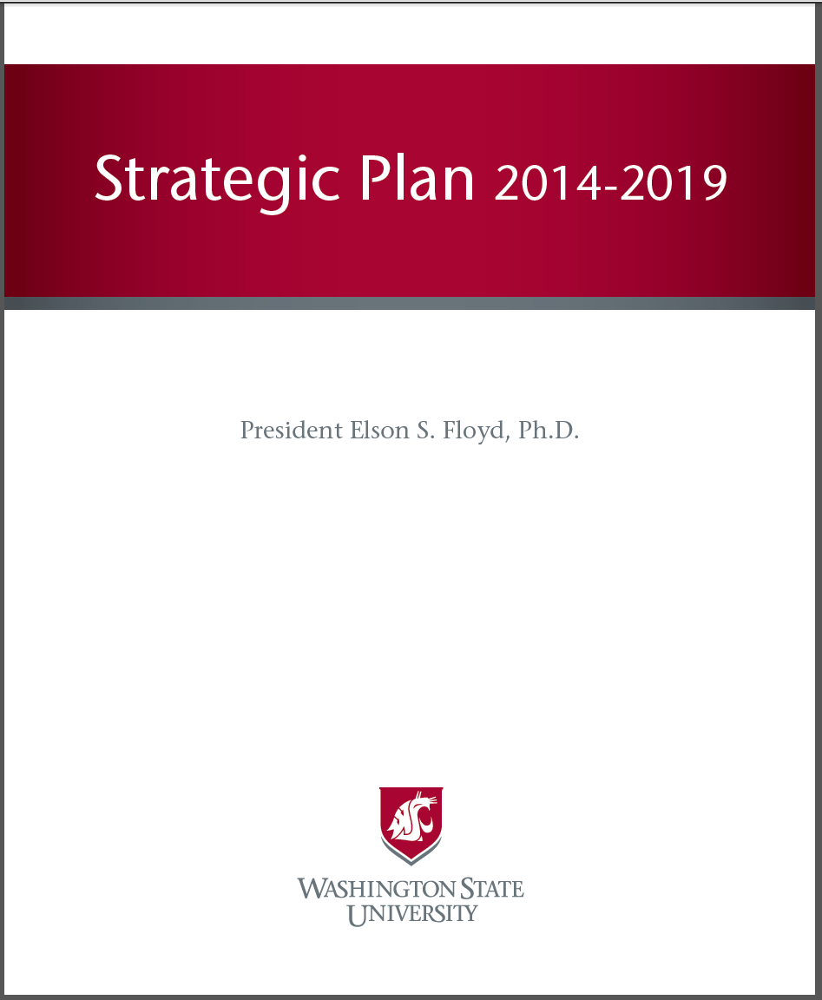 Strategic Plan 2014-2019
President Elson S. Floyd, Ph.D.
WASHINGTON STATE
UNIVERSITY